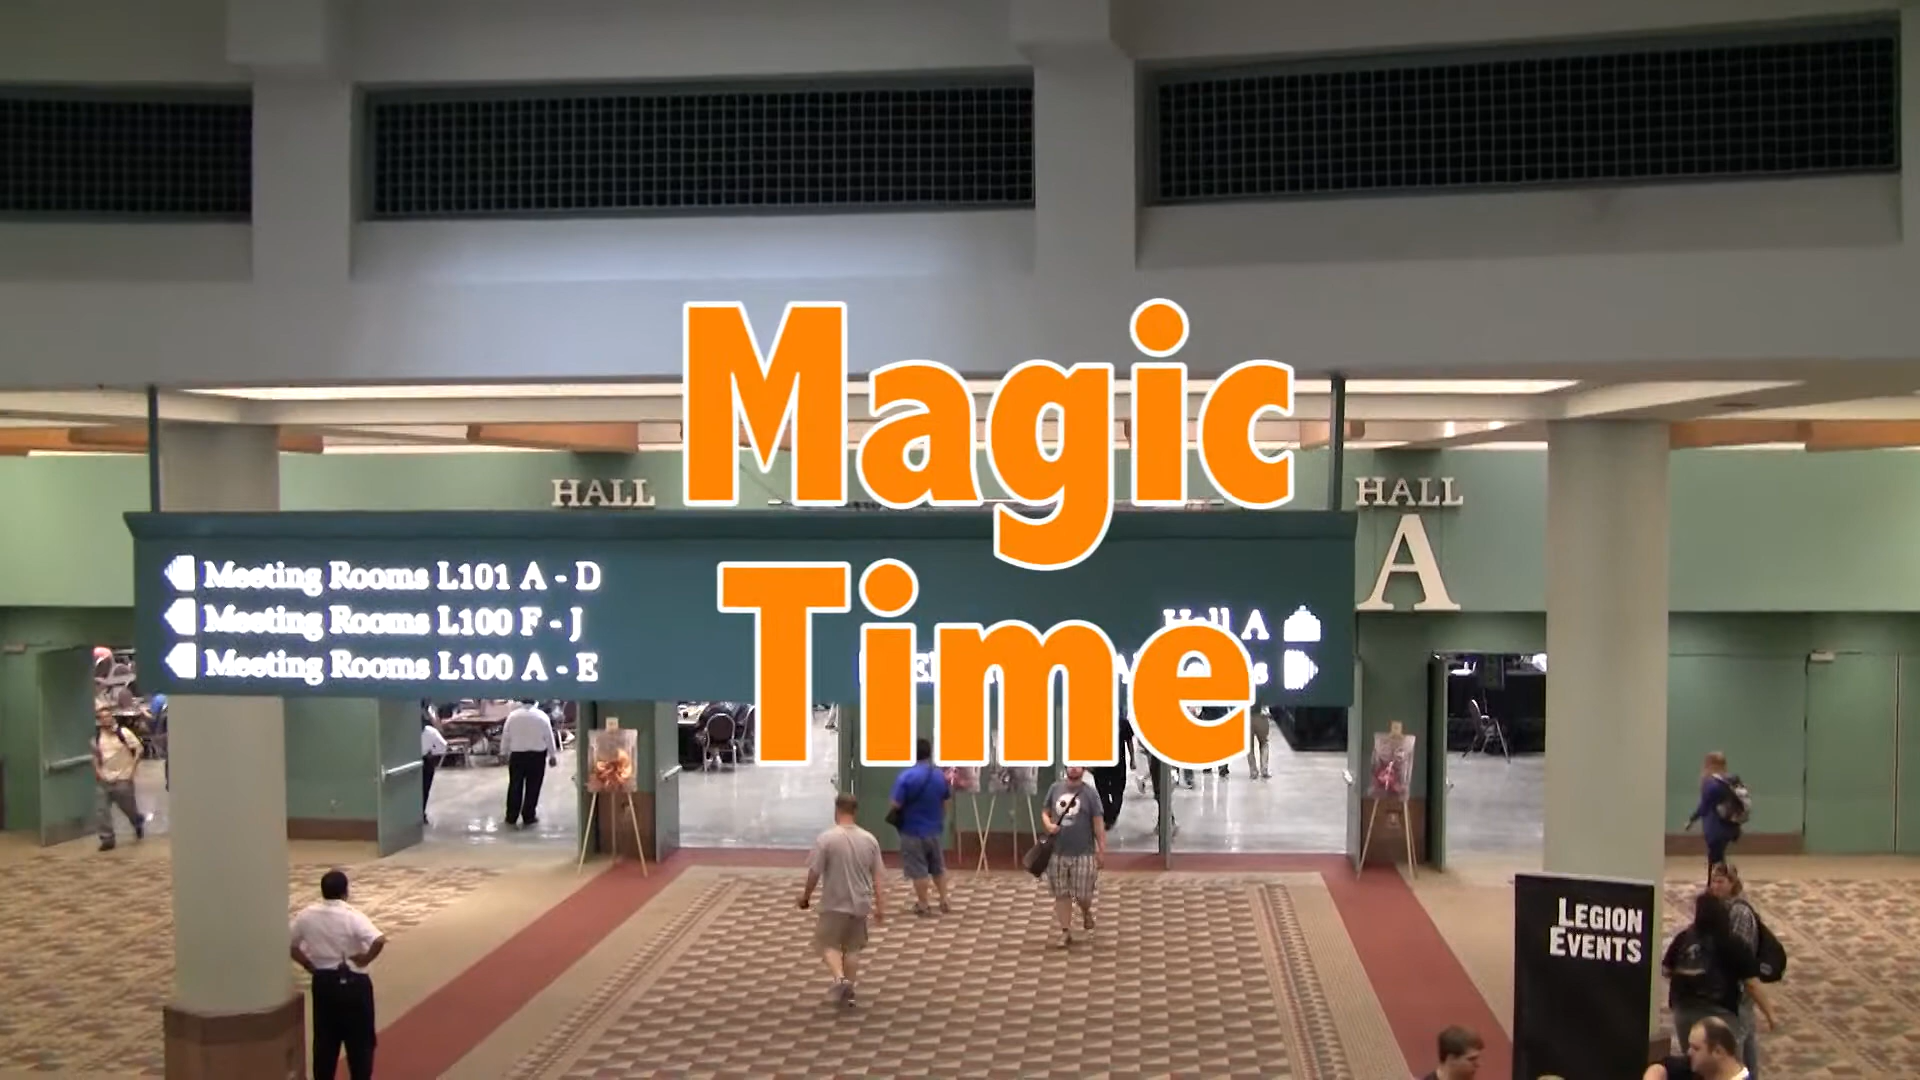 Magic
Time
HALL
HALL
A
Meeting Rooms L101 A - D
Meeting Rooms L100 F - J
Meeting Rooms L100 A - E
Hall A
LEGION
EVENTS